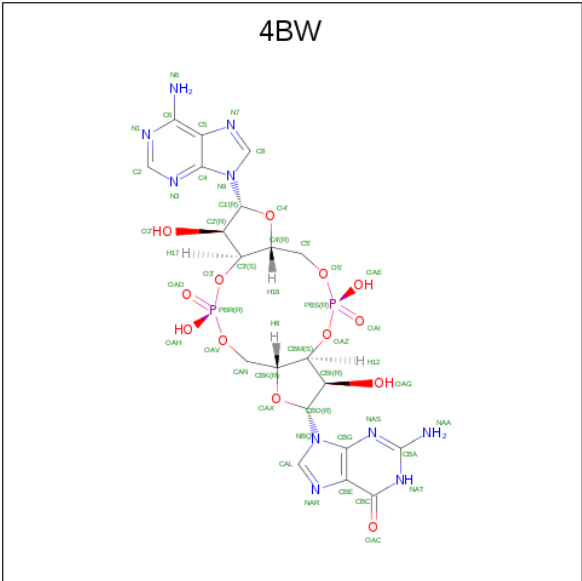 4BW
N6
NH2
C6
N1 N C5 N7 N
C2 C8
N N3 C4 N N9
C1'(R) O4' O
C2'(R)
O2' HO C4'(R) C5'
H17 H C3'(S)
O3' O H H16 O O5'
OAD O OAE OH
P PBR(R) PBS(R) P
HO OAH O OAI
O OAV H8 H O OAZ
CBM(S) H H12
CAN CBK(R) CBI(R) OH OAG
OAX O CBO(R)
NBQ N NAS N NAA NH2
CBG CBA
CAL
N NAR CBE NH NAT
CBC
O OAC